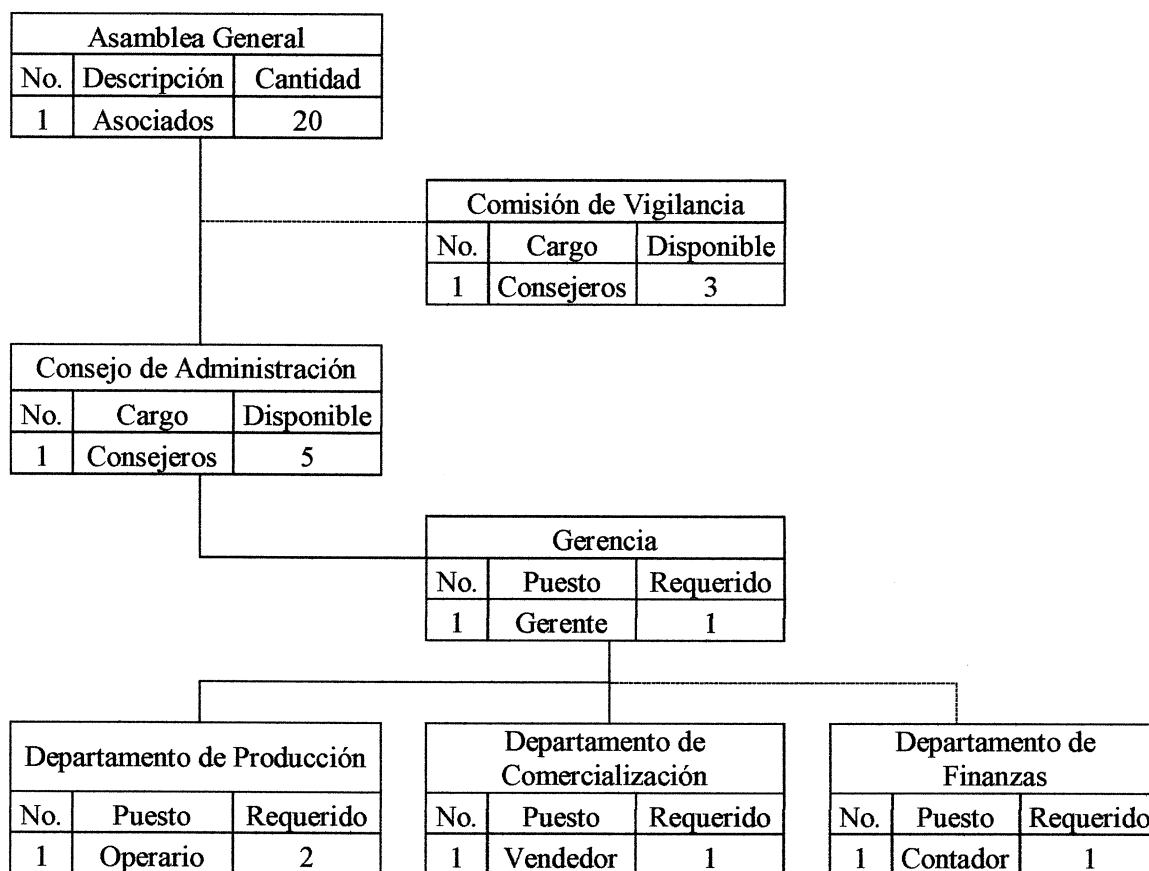 Asamblea General
No. Descripción Cantidad
1 Asociados 20
Comisión de Vigilancia
No. Cargo Disponible
1 Consejeros 3
Consejo de Administración
No. Cargo Disponible
1 Consejeros 5
Gerencia
No. Puesto Requerido
1 Gerente 1
Departamento de Producción
No. Puesto Requerido
1 Operario 2
Departamento de
Comercialización
No. Puesto Requerido
1 Vendedor 1
Departamento de
Finanzas
No. Puesto Requerido
1 Contador 1